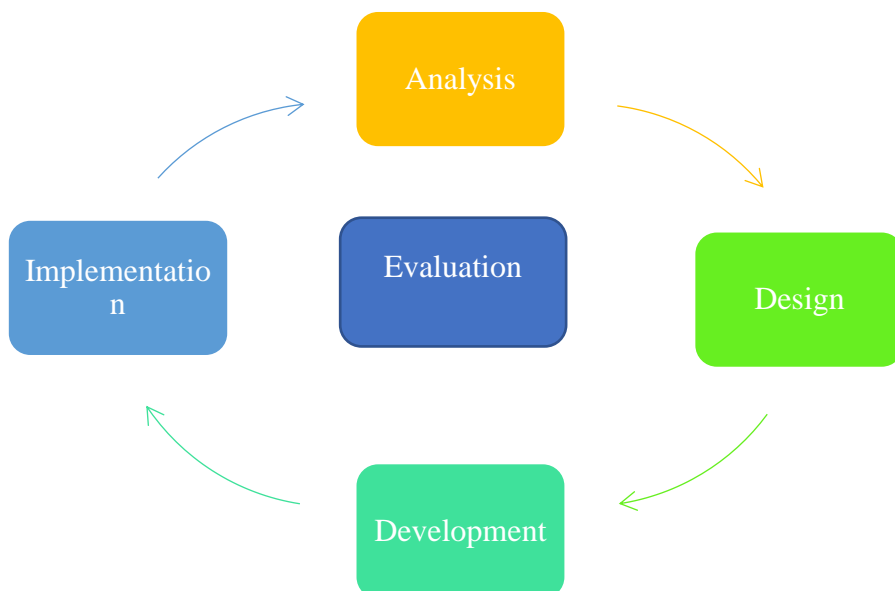 Analysis
Evaluation
Implementatio
n
Design
Development